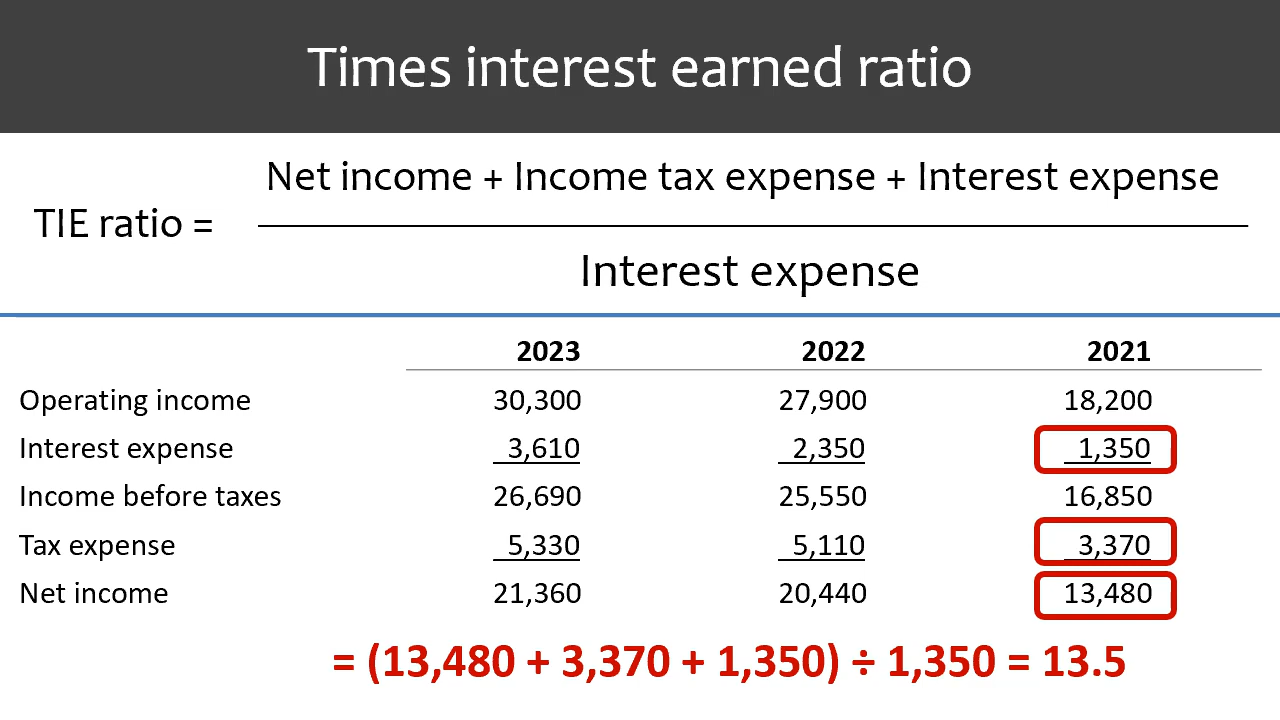 Times interest earned ratio
Net income + Income tax expense + Interest expense
TIE ratio =
Interest expense
2023 2022 2021
Operating income 30,300 27,900 18,200
Interest expense 3,610 2,350 1,350
Income before taxes 26,690 25,550 16,850
Tax expense 5,330 5,110 3,370
Net income 21,360 20,440 13,480
= (13,480 + 3,370 + 1,350) ÷ 1,350 = 13.5